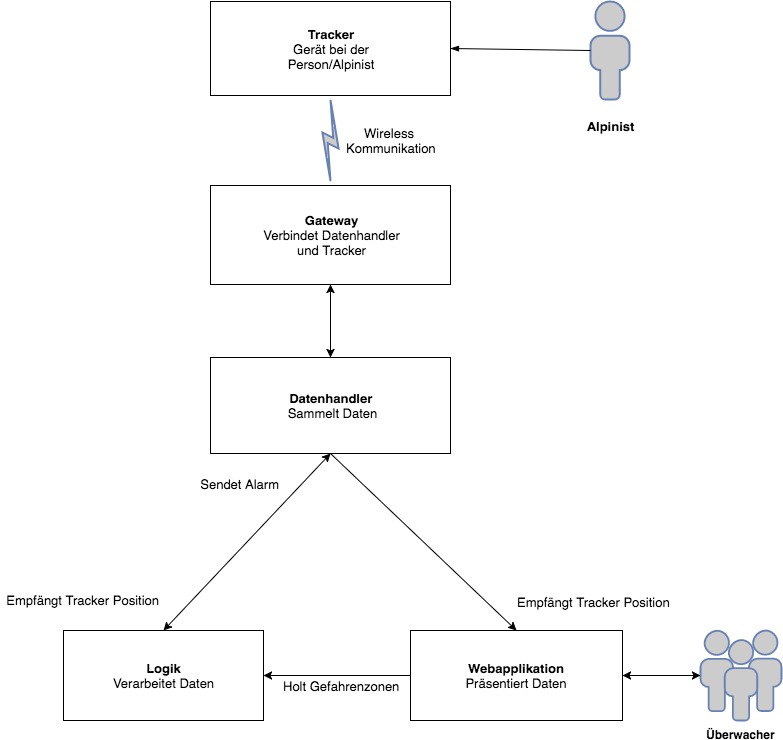 Tracker
Gerät bei der
Person/Alpinist
Alpinist
Wireless
Kommunikation
Gateway
Verbindet Datenhandler
und Tracker
Datenhandler
Sammelt Daten
Sendet Alarm
Empfängt Tracker Position
Empfängt Tracker Position
Logik
Verarbeitet Daten
Holt Gefahrenzonen
Webapplikation
Präsentiert Daten
Überwacher